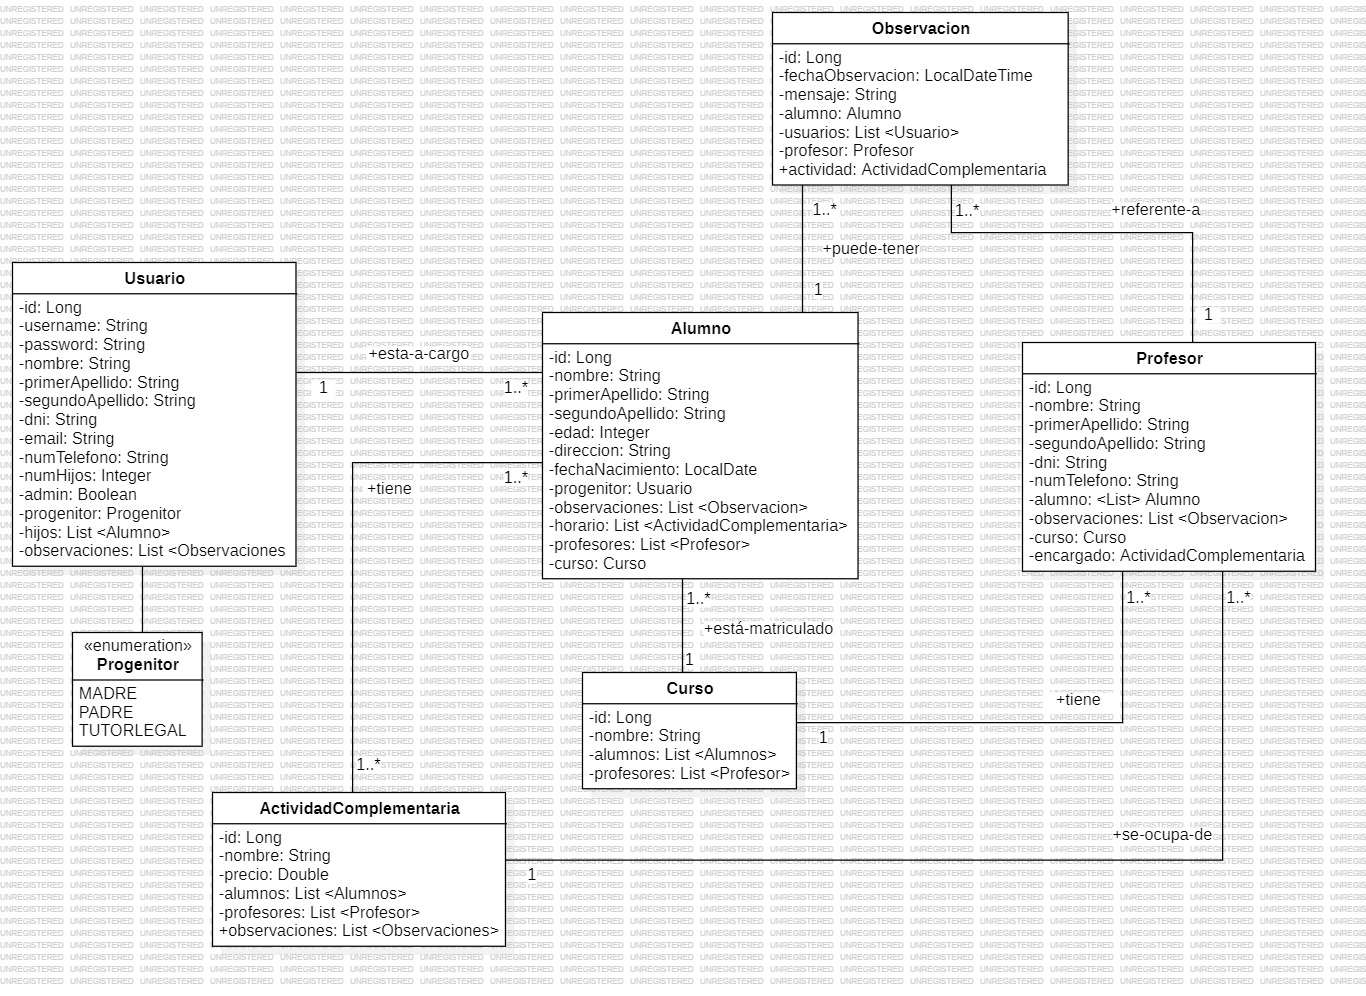 Observacion
-id: Long
-fechaObservacion: LocalDateTime
-mensaje: String
-alumno: Alumno
-usuarios: List <Usuario>
-profesor: Profesor
+actividad: ActividadComplementaria
1..*
1..*
+referente-a
+puede-tener
1
1
Usuario
-id: Long
-username: String
-password: String
-nombre: String
-primerApellido: String
-segundoApellido: String
-dni: String
-email: String
-numTelefono: String
-numHijos: Integer
-admin: Boolean
-progenitor: Progenitor
-hijos: List <Alumno>
-observaciones: List <Observaciones
+esta-a-cargo
1
1..*
Alumno
-id: Long
-nombre: String
-primerApellido: String
-segundoApellido: String
-edad: Integer
-direccion: String
-fechaNacimiento: LocalDate
-progenitor: Usuario
-observaciones: List <Observacion>
-horario: List <ActividadComplementaria>
-profesores: List <Profesor>
-curso: Curso
Profesor
-id: Long
-nombre: String
-primerApellido: String
-segundoApellido: String
-dni: String
-numTelefono: String
-alumno: <List> Alumno
-observaciones: List <Observacion>
-curso: Curso
-encargado: ActividadComplementaria
1..*
+tiene
1..*
1..*
1..*
+está-matriculado
1
«enumeration»
Progenitor
MADRE
PADRE
TUTORLEGAL
Curso
-id: Long
-nombre: String
-alumnos: List <Alumnos>
-profesores: List <Profesor>
+tiene
1
1..*
ActividadComplementaria
-id: Long
-nombre: String
-precio: Double
-alumnos: List <Alumnos>
-profesores: List <Profesor>
+observaciones: List <Observaciones>
+se-ocupa-de
1
UNREGISTERED